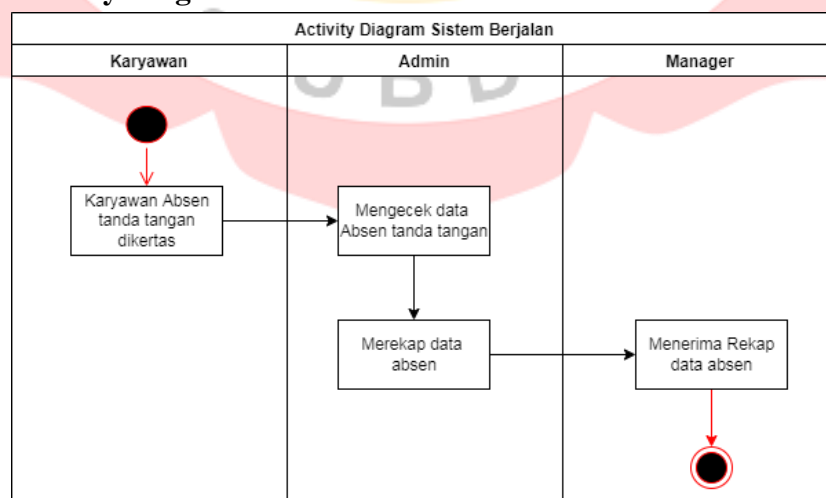 Activity Diagram Sistem Berjalan
Karyawan
Admin
Manager
U B D
Karyawan Absen
tanda tangan
dikertas
Mengecek data
Absen tanda tangan
Merekap data
absen
Menerima Rekap
data absen